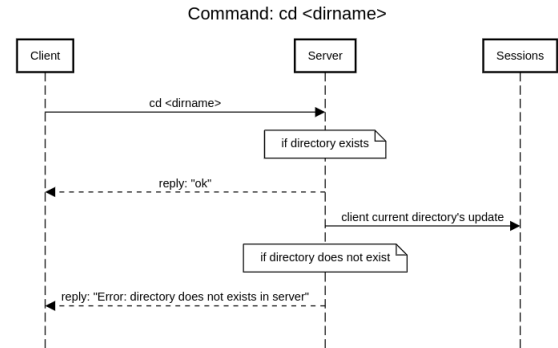 Command: cd <dirname>
Client
Server
Sessions
cd <dirname>
if directory exists
reply: "ok"
client current directory's update
if directory does not exist
reply: "Error: directory does not exists in server"